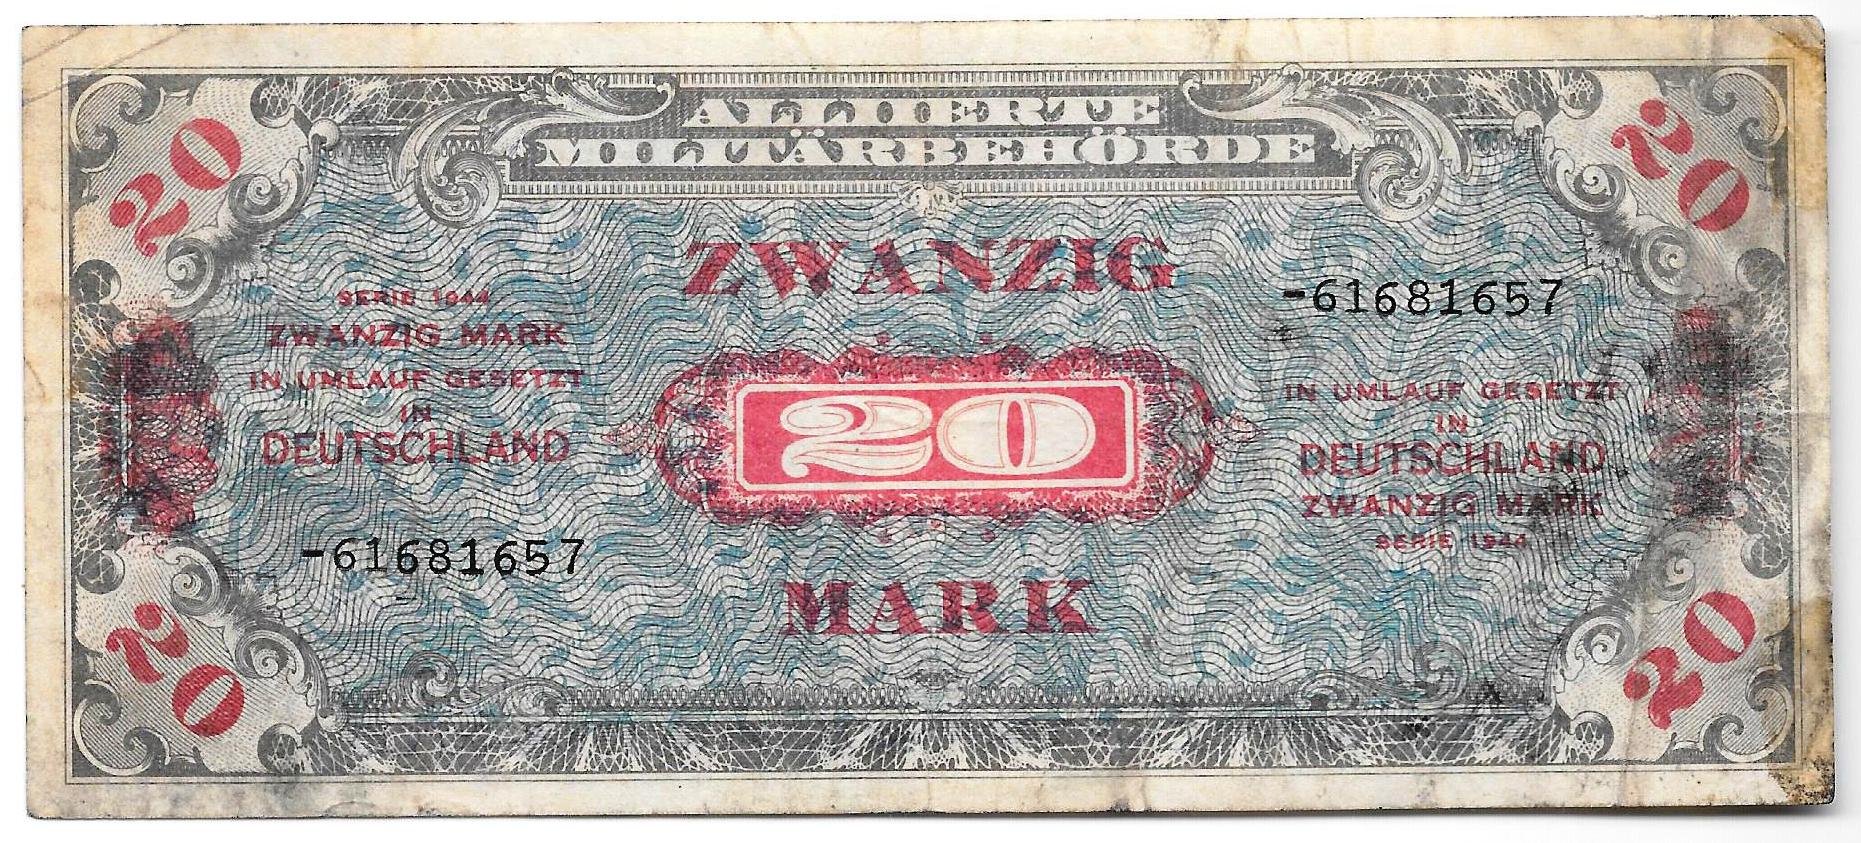 20
ALLIIERTE
MILITÄRBEHÖRDE
20
ZWANZIG
SERIE 1944
ZWANZIG MARK
IN UMLAUF GESETZT
IN
DEUTSCHLAND
-61681657
20
-61681657
IN UMLAUF GESETZT
IN
DEUTSCHLAND
ZWANZIG MARK
SERIE 1944
MARK
20
20